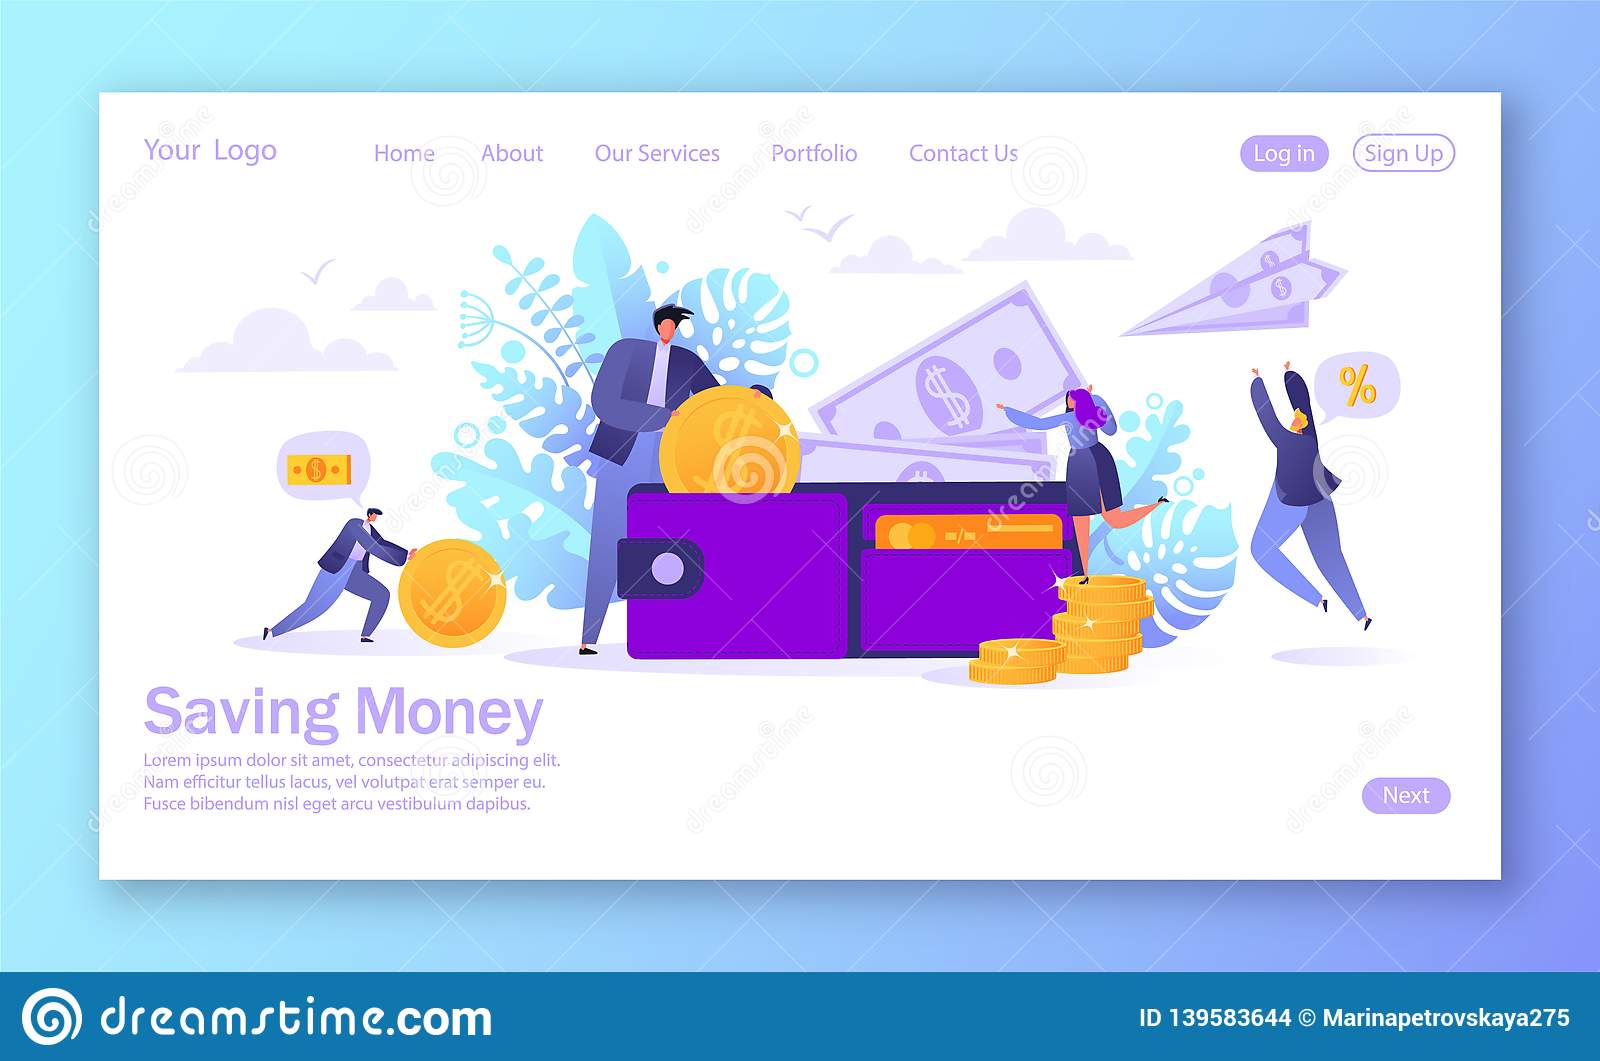 Your Logo
Home About Our Services Portfolio Contact Us
Log in Sign Up
$
%
Saving Money
Lorem ipsum dolor sit amet, consectetur adipiscing elit.
Nam efficitur tellus lacus, vel volutpat erat semper eu.
Fusce bibendum nisl eget arcu vestibulum dapibus.
Next
dreamstime.com
ID 139583644 © Marinapetrovskaya275